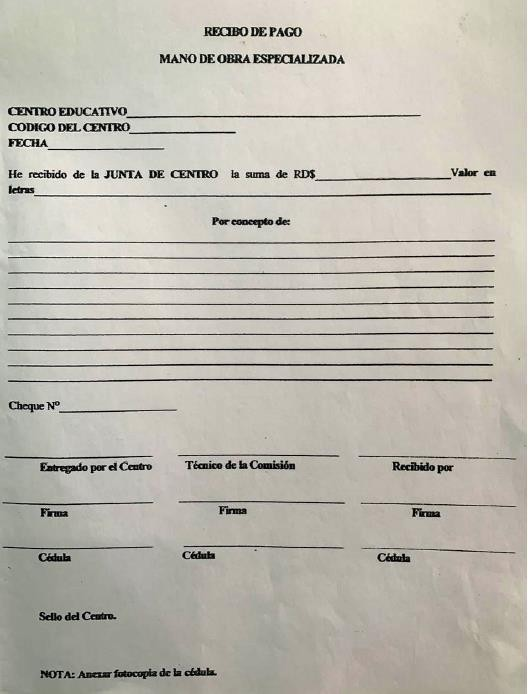 RECIBO DE PAGO
MANO DE OBRA ESPECIALIZADA
CENTRO EDUCATIVO
CODIGO DEL CENTRO
FECHA
He recibido de la JUNTA DE CENTRO la suma de RD$ Valor en
letras
Por concepto de:
Cheque Nº
Entregado por el Centro Técnico de la Comisión Recibido por
Firma Firma Firma
Cédula Cédula Cédula
Sello del Centro.
NOTA: Anexar fotocopia de la cédula.